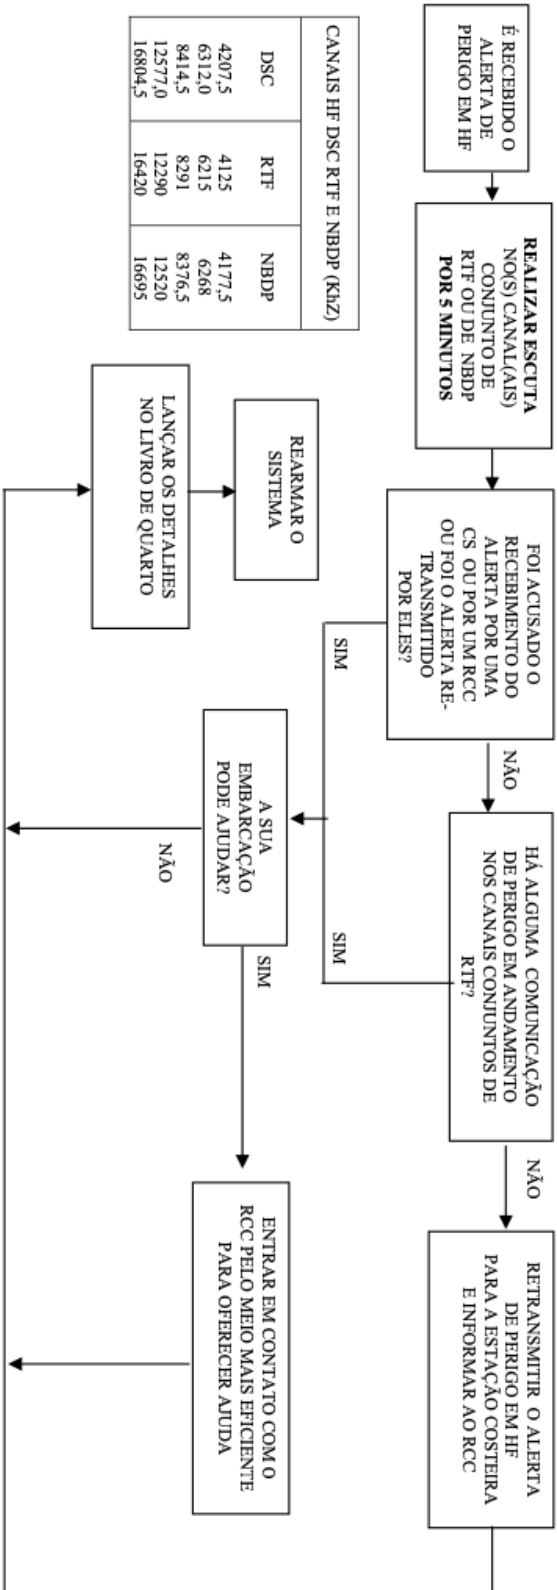 É RECEBIDO O
ALERTA DE
PERIGO EM HF
REALIZAR ESCUTA
NO(S) CANAL(AIS)
CONJUNTO DE
RTF OU DE NBDP
POR 5 MINUTOS
FOI ACUSADO O
RECEBIMENTO DO
ALERTA POR UMA
CS OU POR UM RCC
OU FOI O ALERTA RE-
TRANSMITIDO
POR ELES?
NÃO
HÁ ALGUMA COMUNICAÇÃO
DE PERIGO EM ANDAMENTO
NOS CANAIS CONJUNTOS DE
RTF?
NÃO
RETRANSMITIR O ALERTA
DE PERIGO EM HF
PARA A ESTAÇÃO COSTEIRA
E INFORMAR AO RCC
SIM
SIM
CANAIS HF DSC RTF E NBDP (KhZ)
DSC RTF NBDP
4207,5 4125 4177,5
6312,0 6215 6268
8414,5 8291 8376,5
12577,0 12290 12520
16804,5 16420 16695
REARMAR O
SISTEMA
A SUA
EMBARCAÇÃO
PODE AJUDAR?
SIM
NÃO
ENTRAR EM CONTATO COM O
RCC PELO MEIO MAIS EFICIENTE
PARA OFERECER AJUDA
LANÇAR OS DETALHES
NO LIVRO DE QUARTO